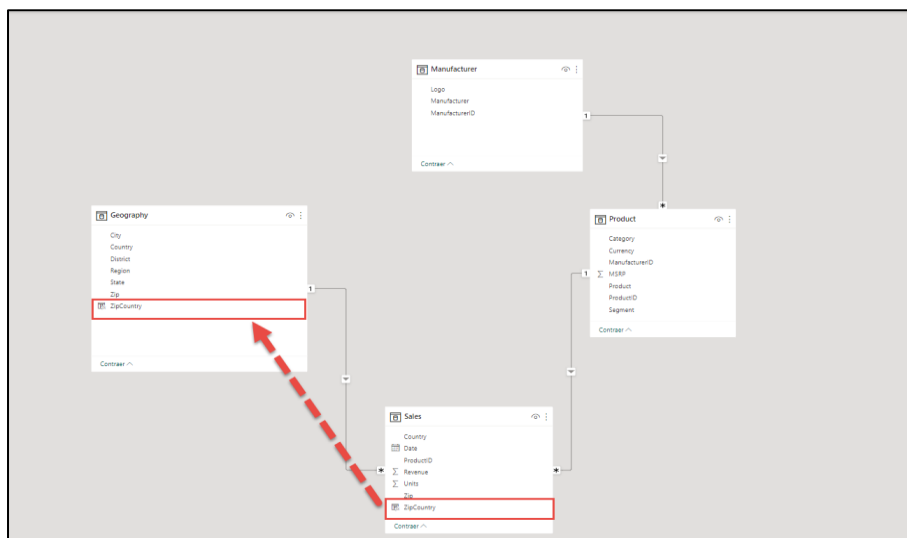 Manufacturer
Logo
Manufacturer
ManufacturerID
1
Contraer
*
Geography
City
Country
District
Region
State
Zip
ZipCountry
1
Contraer
Product
Category
Currency
ManufacturerID
1 Σ MSRP
Product
ProductID
Segment
Contraer
Sales
Country
Date
ProductID
* Σ Revenue *
Σ Units
Zip
ZipCountry
Contraer